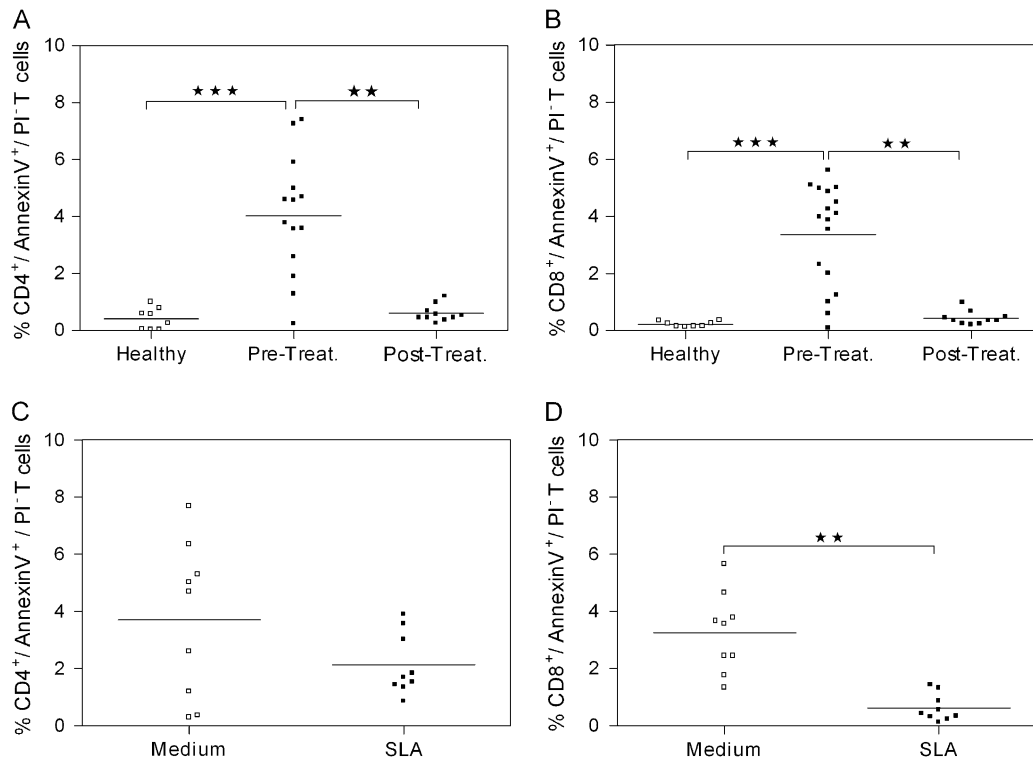 A
% CD4⁺/ AnnexinV⁺/ PI⁻ T cells
10
8
6
4
2
0
★★★
★★
Healthy
Pre-Treat.
Post-Treat.
B
% CD8⁺/ AnnexinV⁺/ PI⁻ T cells
10
8
6
4
2
0
★★★
★★
Healthy
Pre-Treat.
Post-Treat.
C
% CD4⁺/ AnnexinV⁺ / PI⁻ T cells
10
8
6
4
2
0
Medium
SLA
D
% CD8⁺/ AnnexinV⁺/ PI⁻ T cells
10
8
6
4
2
0
★★
Medium
SLA